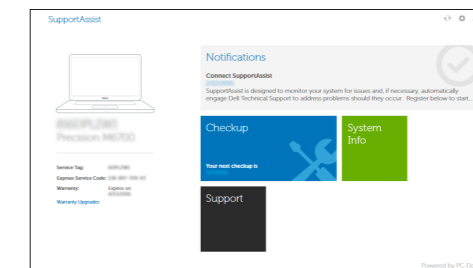 SupportAssist
Notifications
Connect SupportAssist
SupportAssist is designed to monitor your system for issues and, if necessary, automatically
engage Dell Technical Support to address problems should they occur. Register below to start...
Precision M6700
Checkup
System
Info
Service Tag:
Express Service Code:
Warranty:
Expires on
Your next checkup is
Warranty Upgrades
Support
Powered by PC-Do